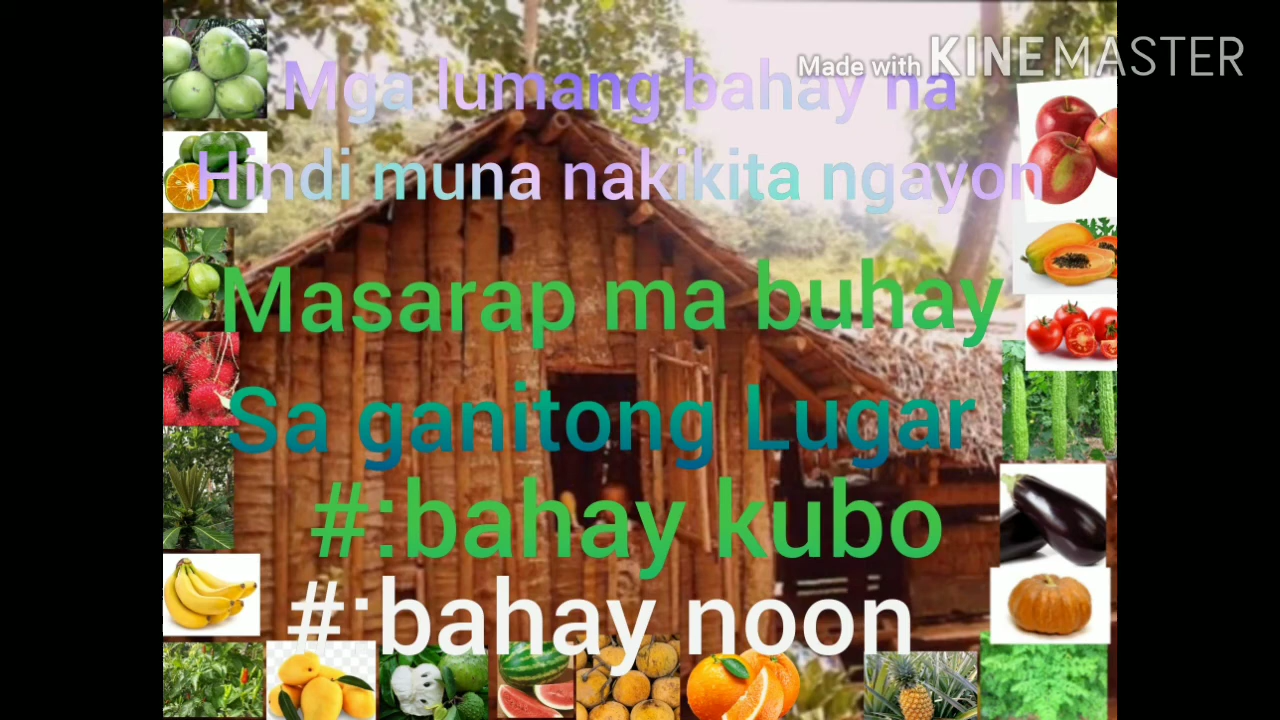 Made with KINEMASTER
Mga lumang bahay na
Hindi muna nakikita ngayon
Masarap ma buhay
Sa ganitong Lugar
#:bahay kubo
#:bahay noon